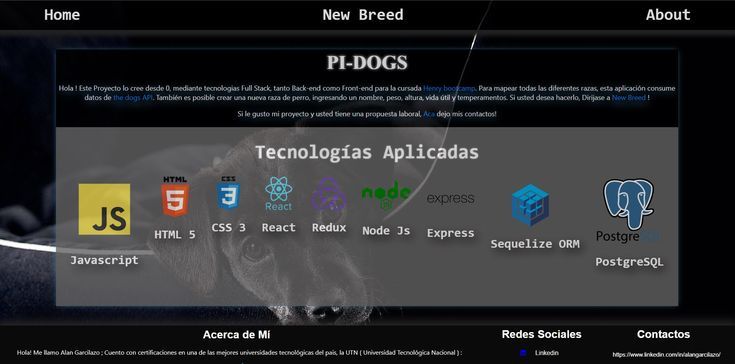 Home New Breed About
PI-DOGS
Hola ! Este Proyecto lo cree desde 0, mediante tecnologias Full Stack, tanto Back-end como Front-end para la cursada Henry bootcamp. Para mapear todas las diferentes razas, esta aplicación consume
datos de the dogs API. También es posible crear una nueva raza de perro, ingresando un nombre, peso, altura, vida útil y temperamentos. Si usted desea hacerlo, Dirijase a New Breed !
Si le gusto mi proyecto y usted tiene una propuesta laboral, Aca dejo mis contactos!
Tecnologías Aplicadas
JS
Javascript
HTML
5
HTML 5
CSS
3
CSS 3
React
React
Redux
node
JS
Node Js
express
Express
Sequelize ORM
PostgreSQL
PostgreSQL
Acerca de Mí Redes Sociales Contactos
Hola! Me llamo Alan Garcilazo ; Cuento con certificaciones en una de las mejores universidades tecnológicas del país, la UTN ( Universidad Tecnológica Nacional ) : Linkedin https://www.linkedin.com/in/alangarcilazo/